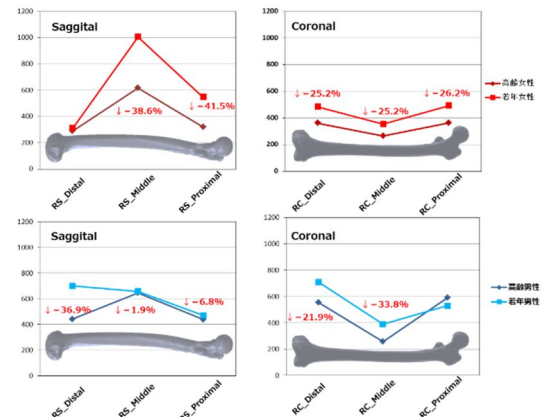 Saggital
1200
1000
800
600
400
200
0
↓ -38.6%
↓ -41.5%
RS_Distal
RS_Middle
RS_Proximal
Coronal
1200
1000
800
600
400
200
0
↓ -25.2%
↓ -25.2%
↓ -26.2%
RC_Distal
RC_Middle
RC_Proximal
高齢女性
若年女性
Saggital
1200
1000
800
600
400
200
0
↓ -36.9%
↓ -1.9%
↓ -6.8%
RS_Distal
RS_Middle
RS_Proximal
Coronal
1200
1000
800
600
400
200
0
↓ -21.9%
↓ -33.8%
RC_Distal
RC_Middle
RC_Proximal
高齢男性
若年男性